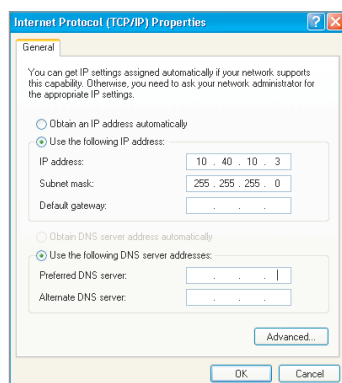 Internet Protocol (TCP/IP) Properties
General
You can get IP settings assigned automatically if your network supports
this capability. Otherwise, you need to ask your network administrator for
the appropriate IP settings.
Obtain an IP address automatically
Use the following IP address:
IP address: 10 . 40 . 10 . 3
Subnet mask: 255 . 255 . 255 . 0
Default gateway: . . .
Obtain DNS server address automatically
Use the following DNS server addresses:
Preferred DNS server: . . .
Alternate DNS server: . . .
Advanced...
OK Cancel